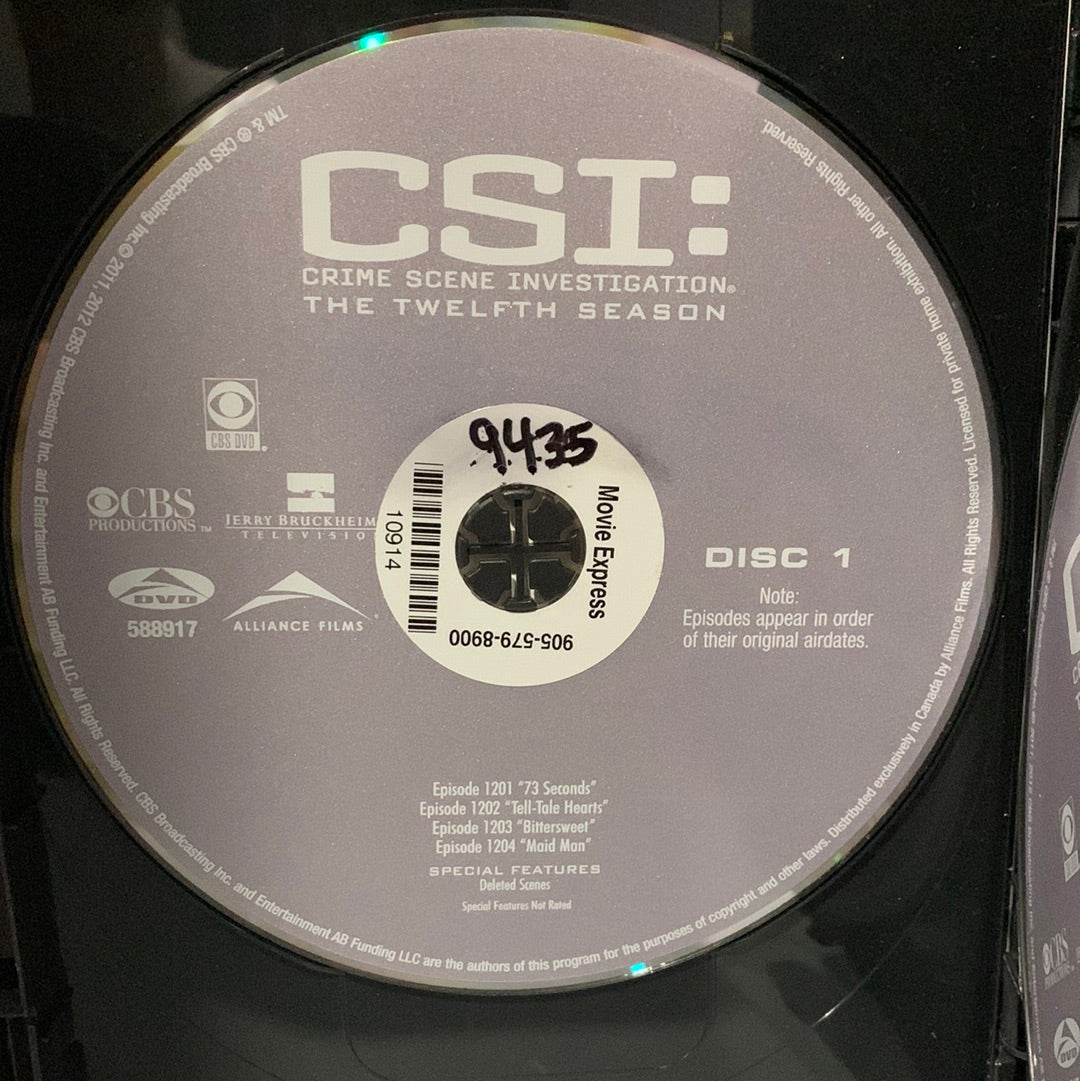 CSI:
CRIME SCENE INVESTIGATION®
THE TWELFTH SEASON
CBS DVD
CBS
PRODUCTIONS™
JERRY BRUCKHEIM
TELEVISIO
DVD
588917
ALLIANCE FILMS
9435
Movie Express
10914
905-579-8900
DISC 1
Note:
Episodes appear in order
of their original airdates.
Episode 1201 “73 Seconds”
Episode 1202 “Tell-Tale Hearts”
Episode 1203 “Bittersweet”
Episode 1204 “Maid Man”
SPECIAL FEATURES
Deleted Scenes
Special Features Not Rated
TM & ® CBS Broadcasting Inc. © 2011, 2012 CBS Broadcasting Inc. and Entertainment AB Funding LLC. All Rights Reserved. CBS Broadcasting Inc. and Entertainment AB Funding LLC are the authors of this program for the purposes of copyright and other laws. Distributed exclusively in Canada by Alliance Films. All Rights Reserved. Licensed for private home exhibition. All other Rights Reserved.
CBS
DVD